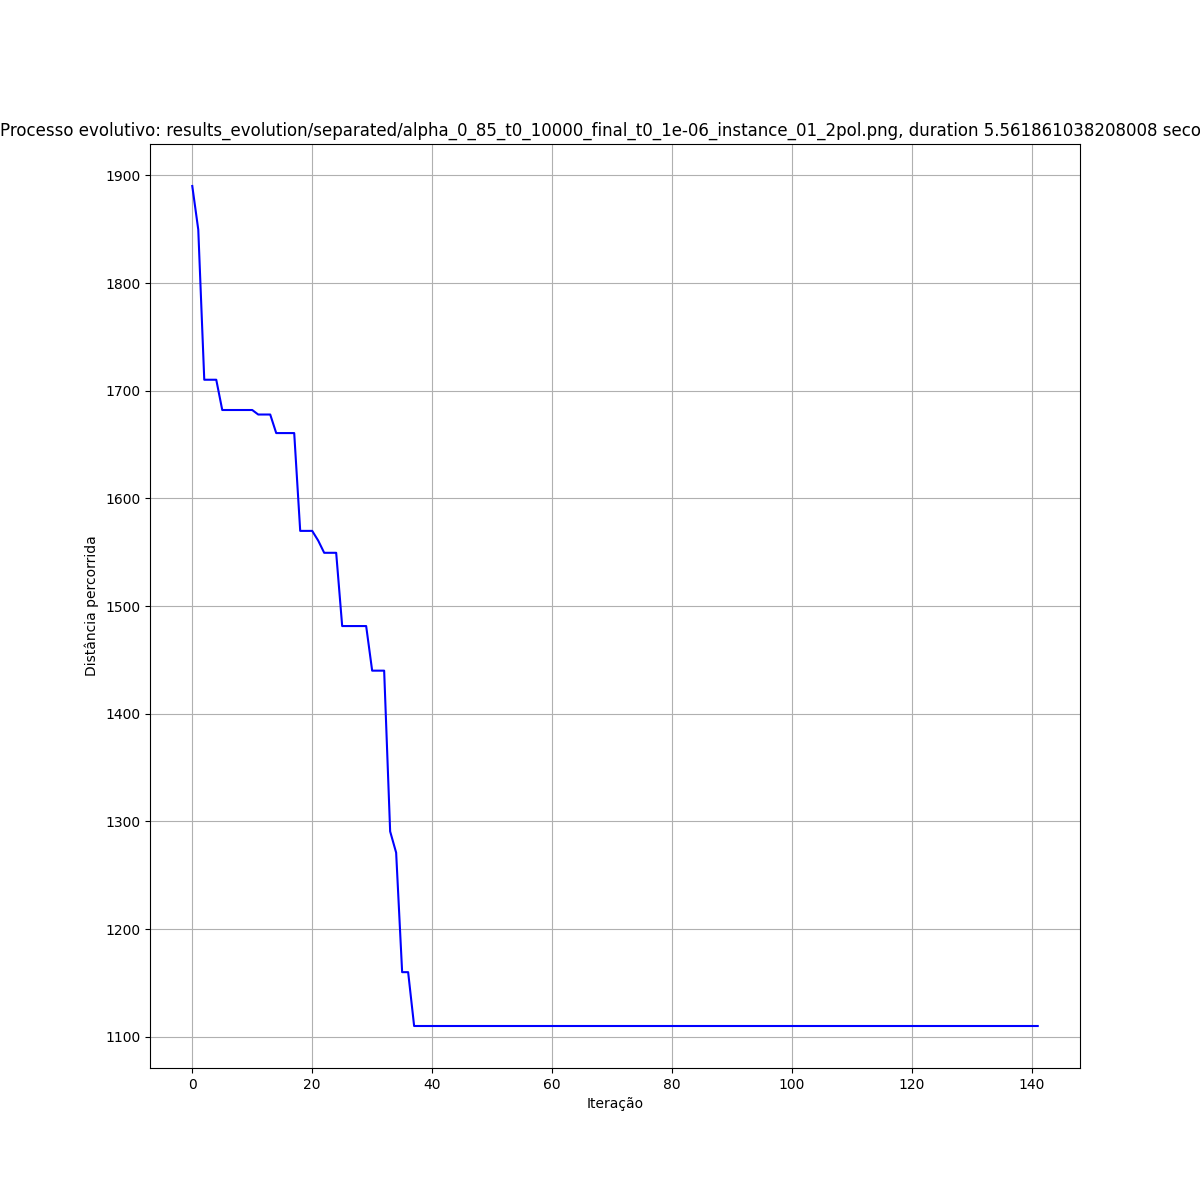 Processo evolutivo: results_evolution/separated/alpha_0_85_t0_10000_final_t0_1e-06_instance_01_2pol.png, duration 5.561861038208008 seco
1900
1800
1700
1600
1500
1400
1300
1200
1100
Distância percorrida
0 20 40 60 80 100 120 140
Iteração